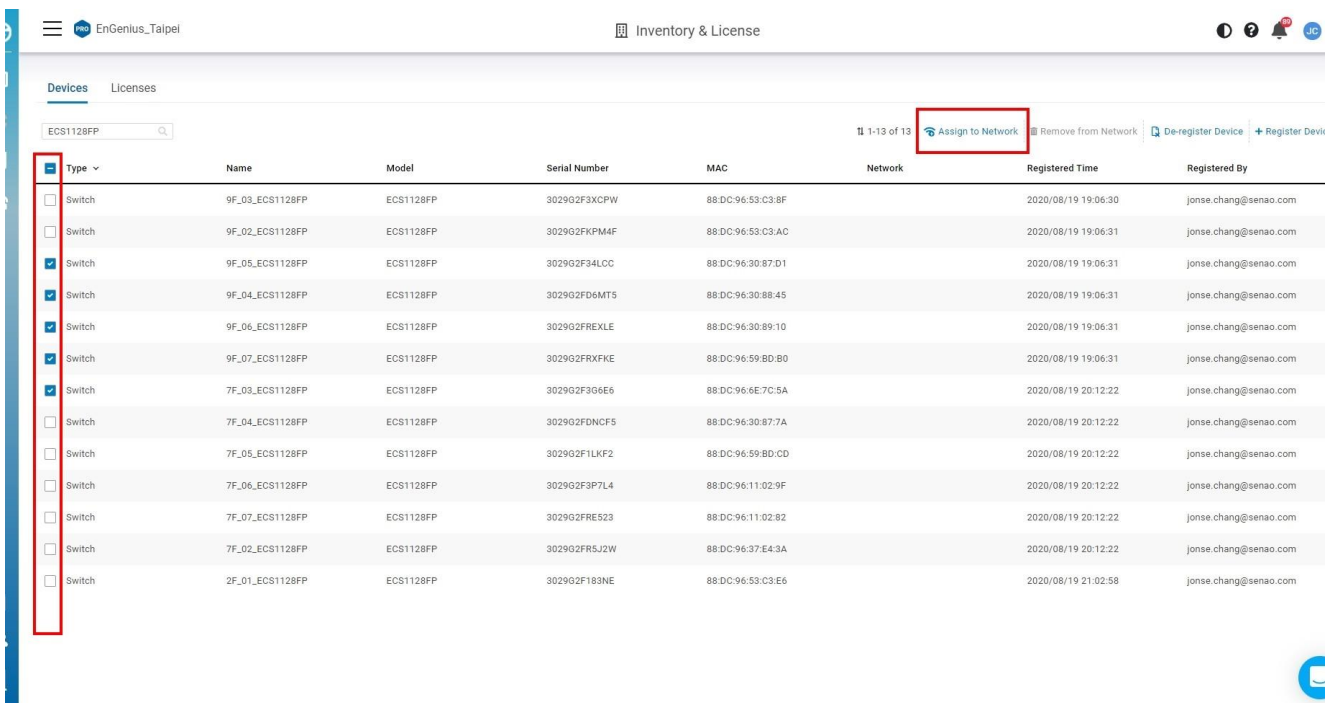 PRO EnGenius_Taipei Inventory & License 89 JC
Devices Licenses
ECS1128FP 1-13 of 13 Assign to Network Remove from Network De-register Device + Register Devic
Type Name Model Serial Number MAC Network Registered Time Registered By
Switch 9F_03_ECS1128FP ECS1128FP 3029G2F3XCPW 88:DC:96:53:C3:8F 2020/08/19 19:06:30 jonse.chang@senao.com
Switch 9F_02_ECS1128FP ECS1128FP 3029G2FKPM4F 88:DC:96:53:C3:AC 2020/08/19 19:06:31 jonse.chang@senao.com
Switch 9F_05_ECS1128FP ECS1128FP 3029G2F34LCC 88:DC:96:30:87:D1 2020/08/19 19:06:31 jonse.chang@senao.com
Switch 9F_04_ECS1128FP ECS1128FP 3029G2FD6MT5 88:DC:96:30:88:45 2020/08/19 19:06:31 jonse.chang@senao.com
Switch 9F_06_ECS1128FP ECS1128FP 3029G2FREXLE 88:DC:96:30:89:10 2020/08/19 19:06:31 jonse.chang@senao.com
Switch 9F_07_ECS1128FP ECS1128FP 3029G2FRXFKE 88:DC:96:59:BD:B0 2020/08/19 19:06:31 jonse.chang@senao.com
Switch 7F_03_ECS1128FP ECS1128FP 3029G2F3G6E6 88:DC:96:6E:7C:5A 2020/08/19 20:12:22 jonse.chang@senao.com
Switch 7F_04_ECS1128FP ECS1128FP 3029G2FDNCF5 88:DC:96:30:87:7A 2020/08/19 20:12:22 jonse.chang@senao.com
Switch 7F_05_ECS1128FP ECS1128FP 3029G2F1LKF2 88:DC:96:59:BD:CD 2020/08/19 20:12:22 jonse.chang@senao.com
Switch 7F_06_ECS1128FP ECS1128FP 3029G2F3P7L4 88:DC:96:11:02:9F 2020/08/19 20:12:22 jonse.chang@senao.com
Switch 7F_07_ECS1128FP ECS1128FP 3029G2FRE523 88:DC:96:11:02:82 2020/08/19 20:12:22 jonse.chang@senao.com
Switch 7F_02_ECS1128FP ECS1128FP 3029G2FR5J2W 88:DC:96:37:E4:3A 2020/08/19 20:12:22 jonse.chang@senao.com
Switch 2F_01_ECS1128FP ECS1128FP 3029G2F183NE 88:DC:96:53:C3:E6 2020/08/19 21:02:58 jonse.chang@senao.com